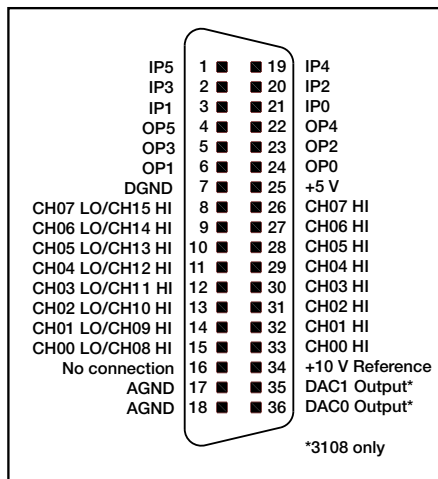 IP5 1 19 IP4
IP3 2 20 IP2
IP1 3 21 IP0
OP5 4 22 OP4
OP3 5 23 OP2
OP1 6 24 OP0
DGND 7 25 +5 V
CH07 LO/CH15 HI 8 26 CH07 HI
CH06 LO/CH14 HI 9 27 CH06 HI
CH05 LO/CH13 HI 10 28 CH05 HI
CH04 LO/CH12 HI 11 29 CH04 HI
CH03 LO/CH11 HI 12 30 CH03 HI
CH02 LO/CH10 HI 13 31 CH02 HI
CH01 LO/CH09 HI 14 32 CH01 HI
CH00 LO/CH08 HI 15 33 CH00 HI
No connection 16 34 +10 V Reference
AGND 17 35 DAC1 Output*
AGND 18 36 DAC0 Output*
*3108 only